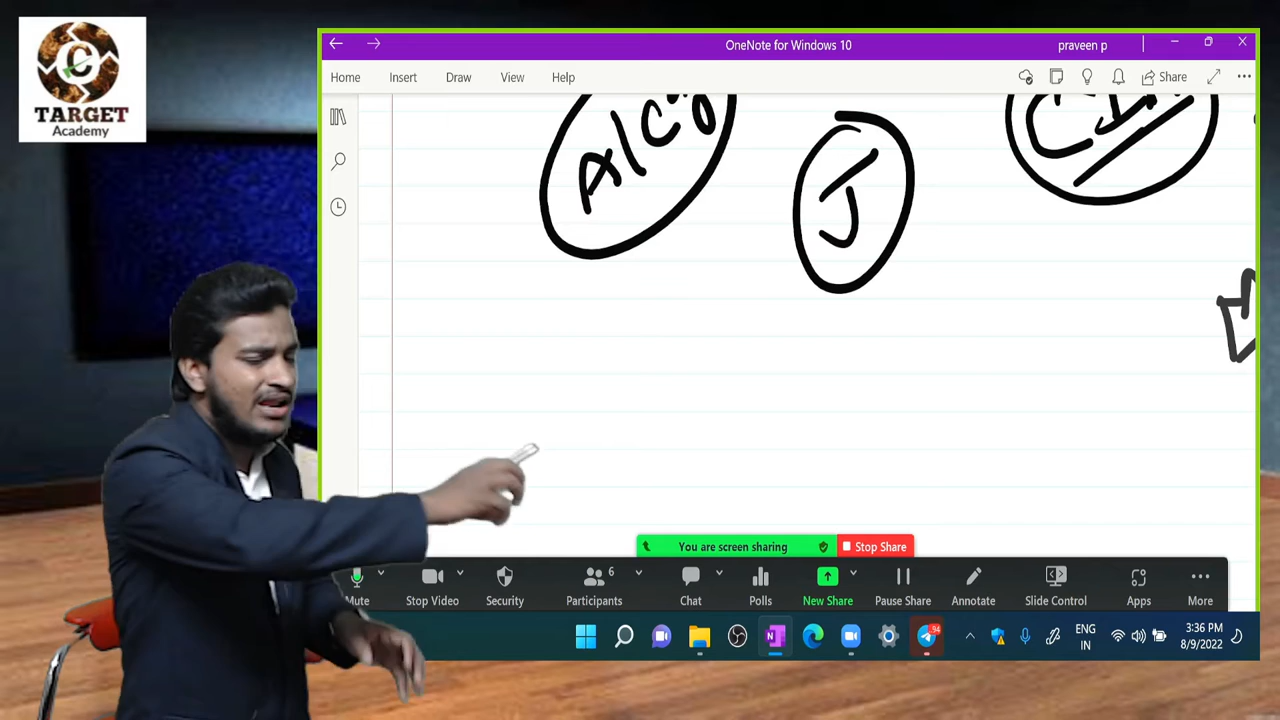 C
TARGET
Academy
OneNote for Windows 10
praveen p
Home
Insert
Draw
View
Help
Share
J
You are screen sharing
Stop Share
6
Mute
Stop Video
Security
Participants
Chat
Polls
New Share
Pause Share
Annotate
Slide Control
Apps
More
94
ENG
IN
3:36 PM
8/9/2022